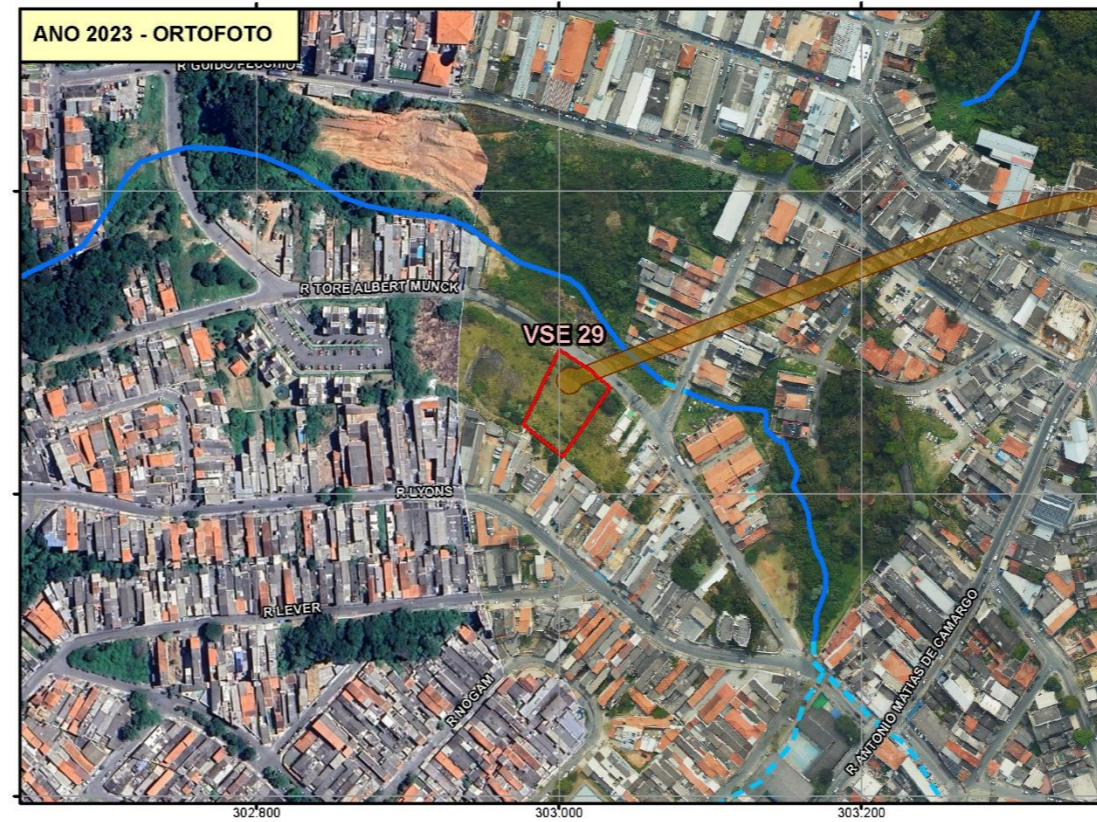 ANO 2023 - ORTOFOTO
R GUIDO FECCHIO
R TORE ALBERT MUNCK
VSE 29
R LYONS
R LEVER
R NOGAM
R ANTONIO MATIAS DE CAMARGO
302.800
303.000
303.200